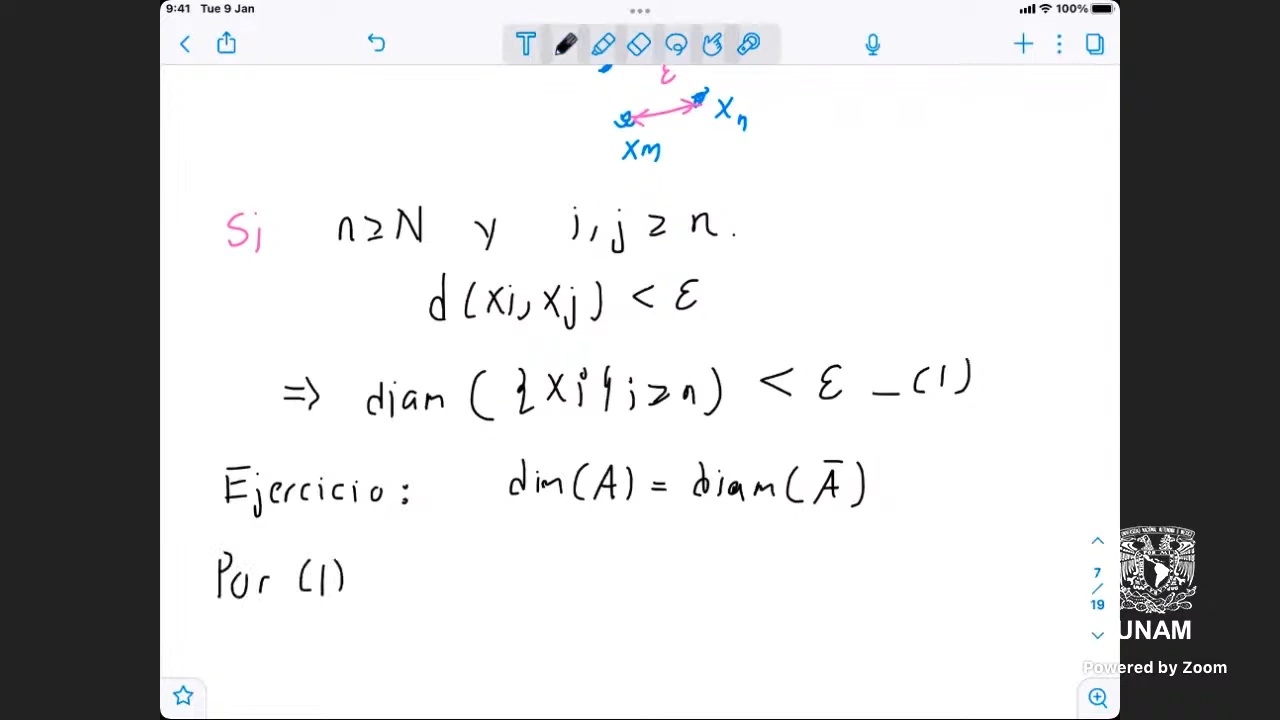 9:41 Tue 9 Jan
100%
T
ε
Xn
Xm
Si n≥N y i,j ≥ n.
d(xi, xj) < ε
=> diam ({Xi | i≥n}) < ε _(1)
Ejercicio: dim(A) = diam(Ā)
Por (1)
7
/
19
UNAM
Powered by Zoom